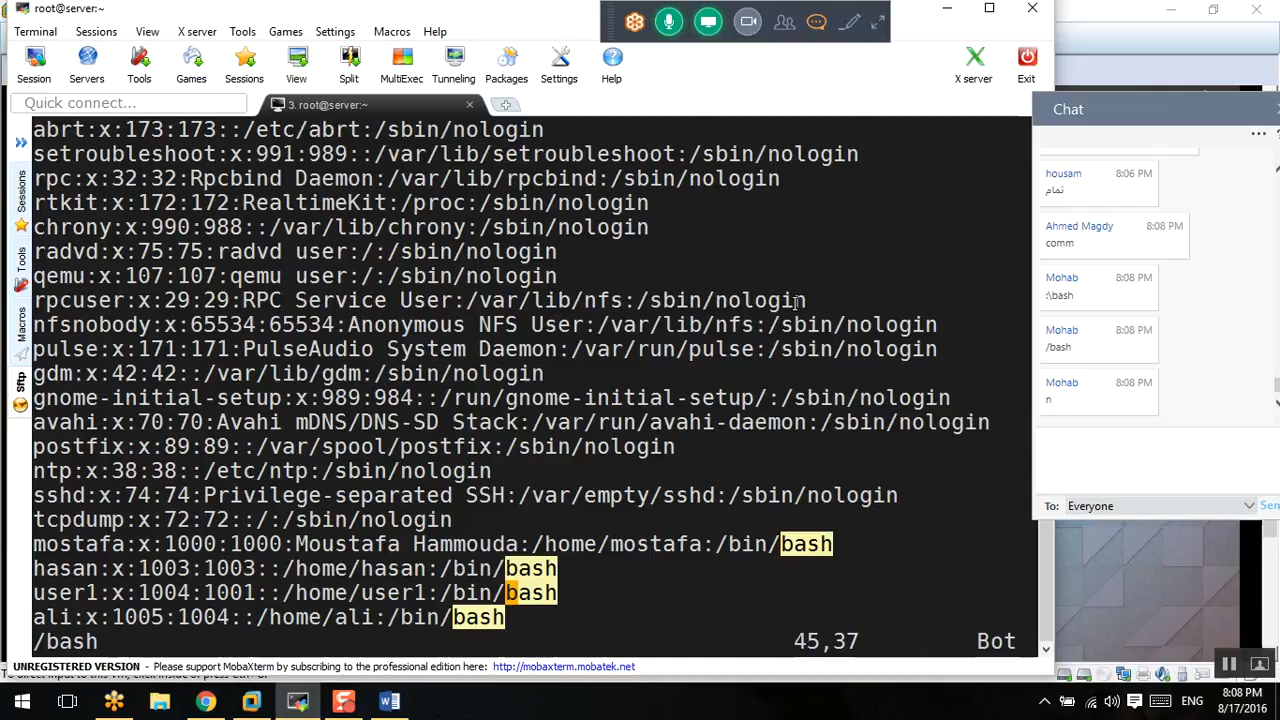 root@server:~
Terminal Sessions View X server Tools Games Settings Macros Help
Session Servers Tools Games Sessions View Split MultiExec Tunneling Packages Settings Help X server Exit
Quick connect...
3. root@server:~
Sessions
Tools
Macros
Sftp
abrt:x:173:173::/etc/abrt:/sbin/nologin
setroubleshoot:x:991:989::/var/lib/setroubleshoot:/sbin/nologin
rpc:x:32:32:Rpcbind Daemon:/var/lib/rpcbind:/sbin/nologin
rtkit:x:172:172:RealtimeKit:/proc:/sbin/nologin
chrony:x:990:988::/var/lib/chrony:/sbin/nologin
radvd:x:75:75:radvd user:/:/sbin/nologin
qemu:x:107:107:qemu user:/:/sbin/nologin
rpcuser:x:29:29:RPC Service User:/var/lib/nfs:/sbin/nologin
nfsnobody:x:65534:65534:Anonymous NFS User:/var/lib/nfs:/sbin/nologin
pulse:x:171:171:PulseAudio System Daemon:/var/run/pulse:/sbin/nologin
gdm:x:42:42::/var/lib/gdm:/sbin/nologin
gnome-initial-setup:x:989:984::/run/gnome-initial-setup/:/sbin/nologin
avahi:x:70:70:Avahi mDNS/DNS-SD Stack:/var/run/avahi-daemon:/sbin/nologin
postfix:x:89:89::/var/spool/postfix:/sbin/nologin
ntp:x:38:38::/etc/ntp:/sbin/nologin
sshd:x:74:74:Privilege-separated SSH:/var/empty/sshd:/sbin/nologin
tcpdump:x:72:72::/:/sbin/nologin
mostafa:x:1000:1000:Moustafa Hammouda:/home/mostafa:/bin/bash
hasan:x:1003:1003::/home/hasan:/bin/bash
user1:x:1004:1001::/home/user1:/bin/bash
ali:x:1005:1004::/home/ali:/bin/bash
/bash 45,37 Bot
UNREGISTERED VERSION - Please support MobaXterm by subscribing to the professional edition here: http://mobaxterm.mobatek.net
Chat
housam 8:06 PM
تمام
Ahmed Magdy 8:08 PM
comm
Mohab 8:08 PM
:\bash
Mohab 8:08 PM
/bash
Mohab 8:08 PM
n
To: Everyone
ENG
8:08 PM
8/17/2016